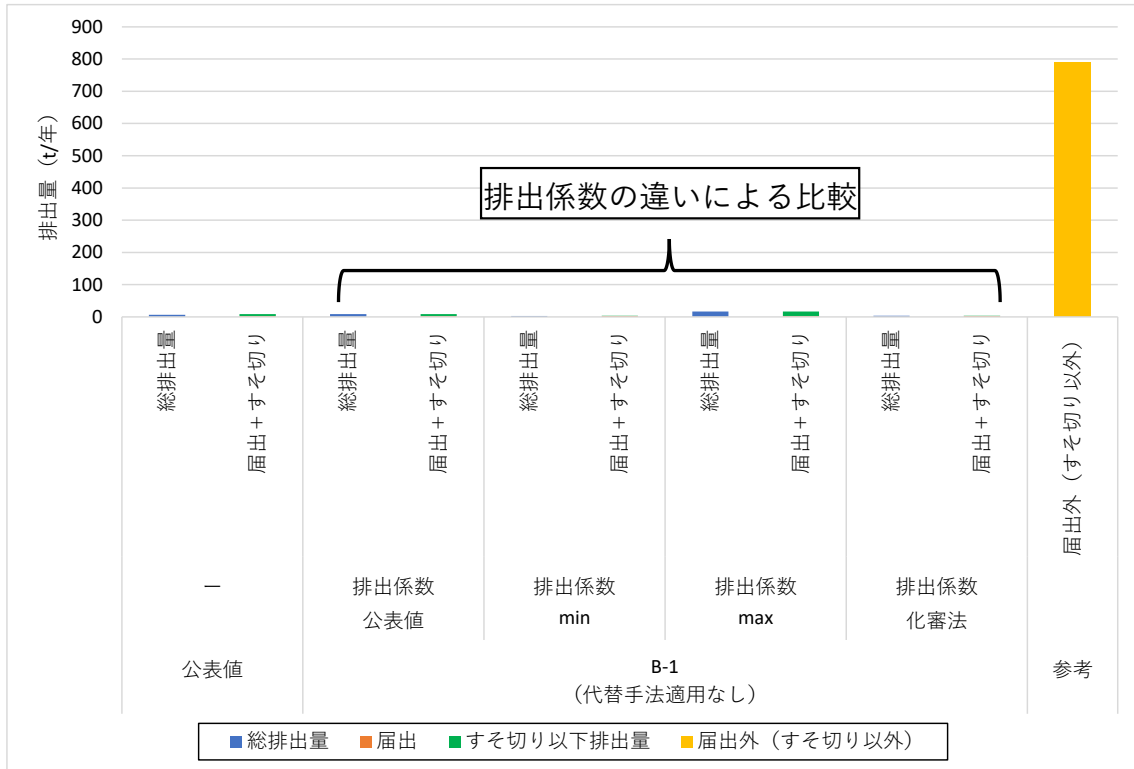 900
800
700
600
500
400
300
200
100
0
排出量（t/年）
排出係数の違いによる比較
総排出量
届出＋すそ切り
総排出量
届出＋すそ切り
総排出量
届出＋すそ切り
総排出量
届出＋すそ切り
総排出量
届出＋すそ切り
届出外（すそ切り以外）
－
排出係数
公表値
排出係数
min
排出係数
max
排出係数
化審法
公表値
B-1
（代替手法適用なし）
参考
総排出量
届出
すそ切り以下排出量
届出外（すそ切り以外）